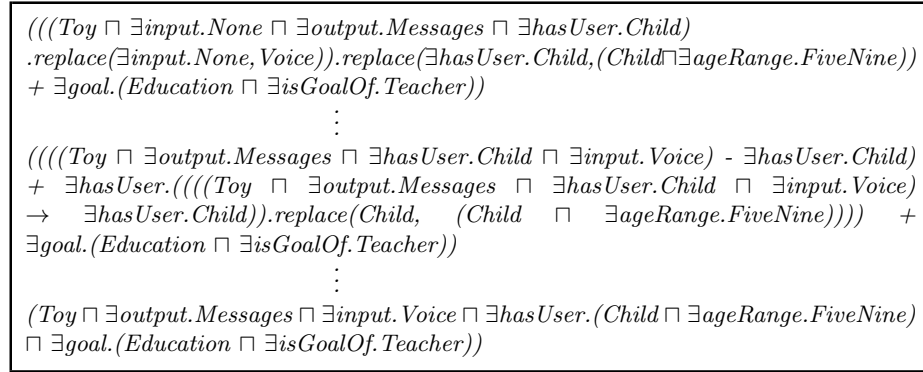 (((Toy ⊓ ∃input.None ⊓ ∃output.Messages ⊓ ∃hasUser.Child)
.replace(∃input.None,Voice)).replace(∃hasUser.Child,(Child⊓∃ageRange.FiveNine))
+ ∃goal.(Education ⊓ ∃isGoalOf.Teacher))
⋮
((((Toy ⊓ ∃output.Messages ⊓ ∃hasUser.Child ⊓ ∃input.Voice) - ∃hasUser.Child)
+ ∃hasUser.((((Toy ⊓ ∃output.Messages ⊓ ∃hasUser.Child ⊓ ∃input.Voice)
→ ∃hasUser.Child)).replace(Child, (Child ⊓ ∃ageRange.FiveNine)))) +
∃goal.(Education ⊓ ∃isGoalOf.Teacher))
⋮
(Toy ⊓ ∃output.Messages ⊓ ∃input.Voice ⊓ ∃hasUser.(Child ⊓ ∃ageRange.FiveNine)
⊓ ∃goal.(Education ⊓ ∃isGoalOf.Teacher))